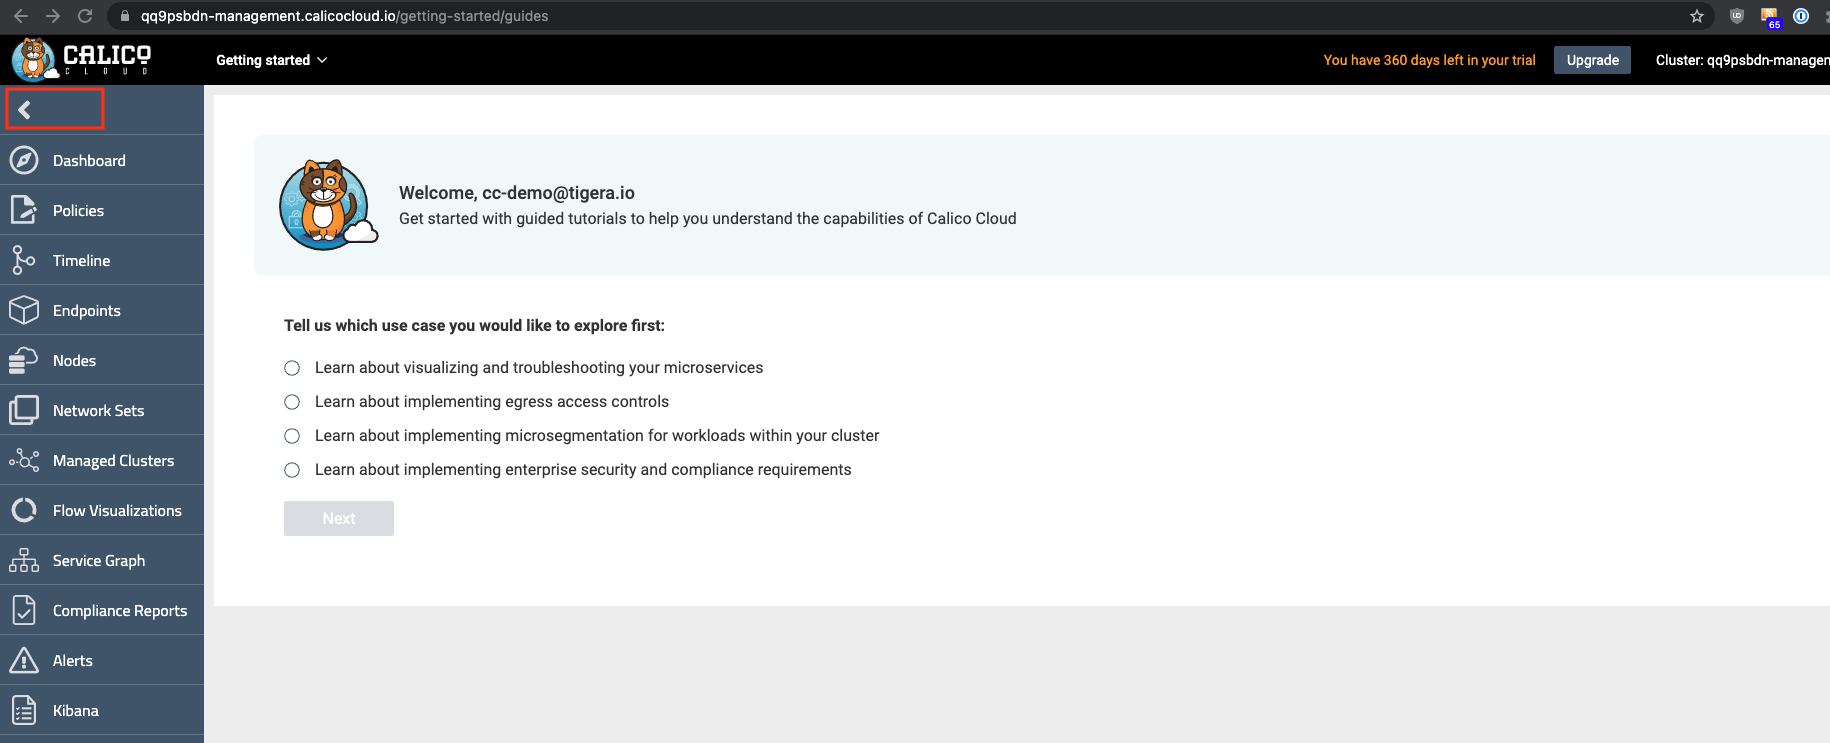 qq9psbdn-management.calicocloud.io/getting-started/guides
65
CALICO
CLOUD
Getting started
You have 360 days left in your trial
Upgrade
Cluster: qq9psbdn-managen
Dashboard
Policies
Timeline
Endpoints
Nodes
Network Sets
Managed Clusters
Flow Visualizations
Service Graph
Compliance Reports
Alerts
Kibana
Welcome, cc-demo@tigera.io
Get started with guided tutorials to help you understand the capabilities of Calico Cloud
Tell us which use case you would like to explore first:
Learn about visualizing and troubleshooting your microservices
Learn about implementing egress access controls
Learn about implementing microsegmentation for workloads within your cluster
Learn about implementing enterprise security and compliance requirements
Next